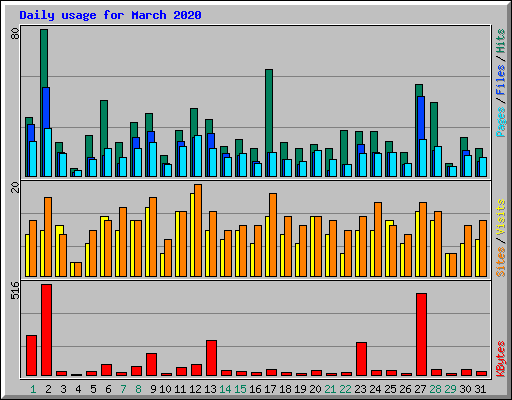 Daily usage for March 2020
80
Pages / Files / Hits
20
Sites / Visits
516
KBytes
1 2 3 4 5 6 7 8 9 10 11 12 13 14 15 16 17 18 19 20 21 22 23 24 25 26 27 28 29 30 31